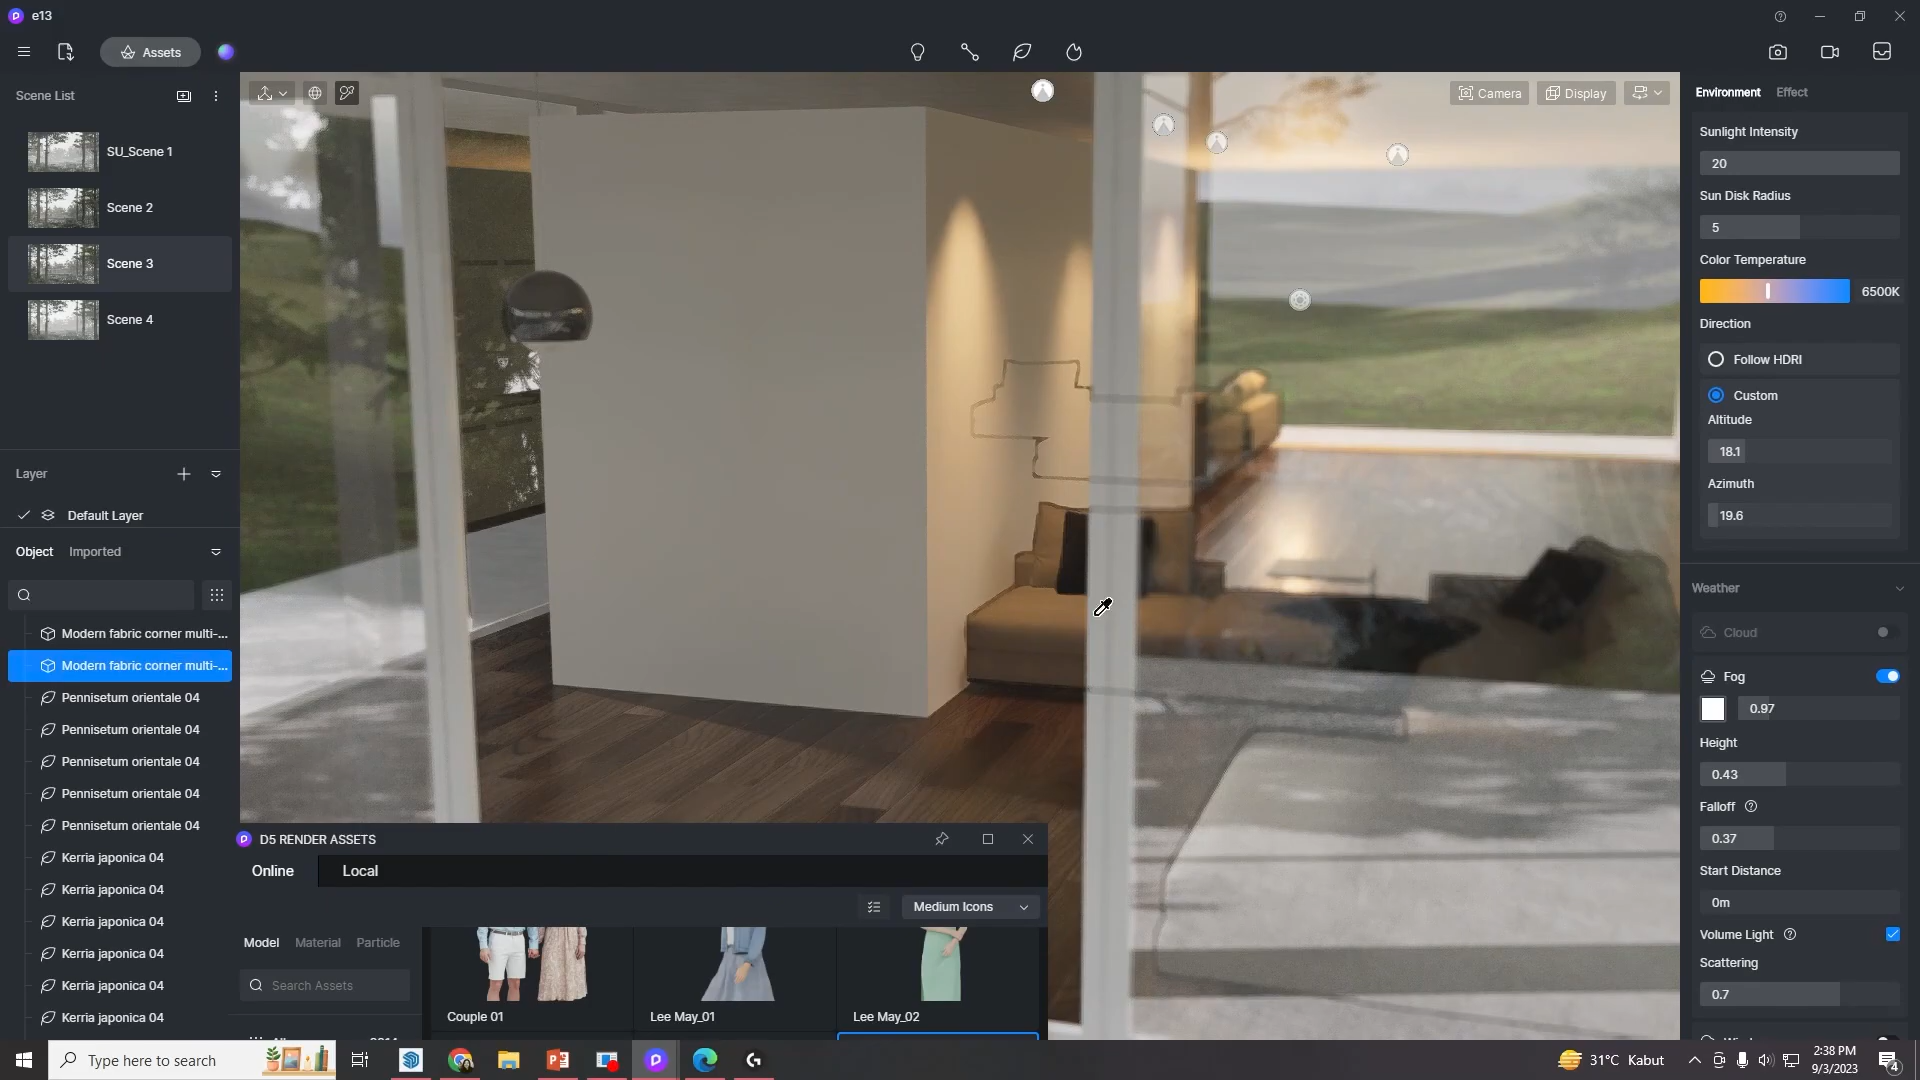 e13
Assets
Scene List
SU_Scene 1
Scene 2
Scene 3
Scene 4
Layer
Default Layer
Object Imported
Modern fabric corner multi-...
Modern fabric corner multi-...
Pennisetum orientale 04
Pennisetum orientale 04
Pennisetum orientale 04
Pennisetum orientale 04
Pennisetum orientale 04
Kerria japonica 04
Kerria japonica 04
Kerria japonica 04
Kerria japonica 04
Kerria japonica 04
Kerria japonica 04
Camera
Display
Environment Effect
Sunlight Intensity
20
Sun Disk Radius
5
Color Temperature
6500K
Direction
Follow HDRI
Custom
Altitude
18.1
Azimuth
19.6
Weather
Cloud
Fog
0.97
Height
0.43
Falloff
0.37
Start Distance
0m
Volume Light
Scattering
0.7
D5 RENDER ASSETS
Online Local
Medium Icons
Model Material Particle
Search Assets
Couple 01
Lee May_01
Lee May_02
Type here to search
31°C Kabut
2:38 PM
9/3/2023
4